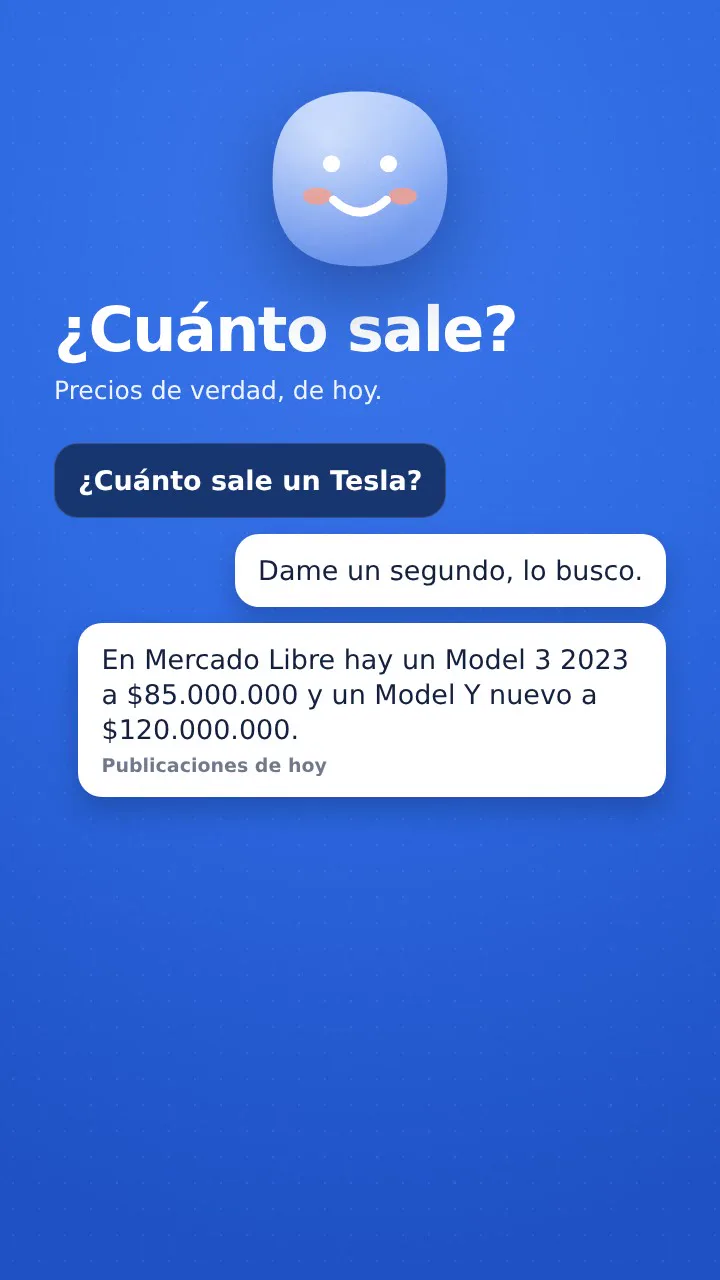 ¿Cuánto sale?
Precios de verdad, de hoy.
¿Cuánto sale un Tesla?
Dame un segundo, lo busco.
En Mercado Libre hay un Model 3 2023
a $85.000.000 y un Model Y nuevo a
$120.000.000.
Publicaciones de hoy